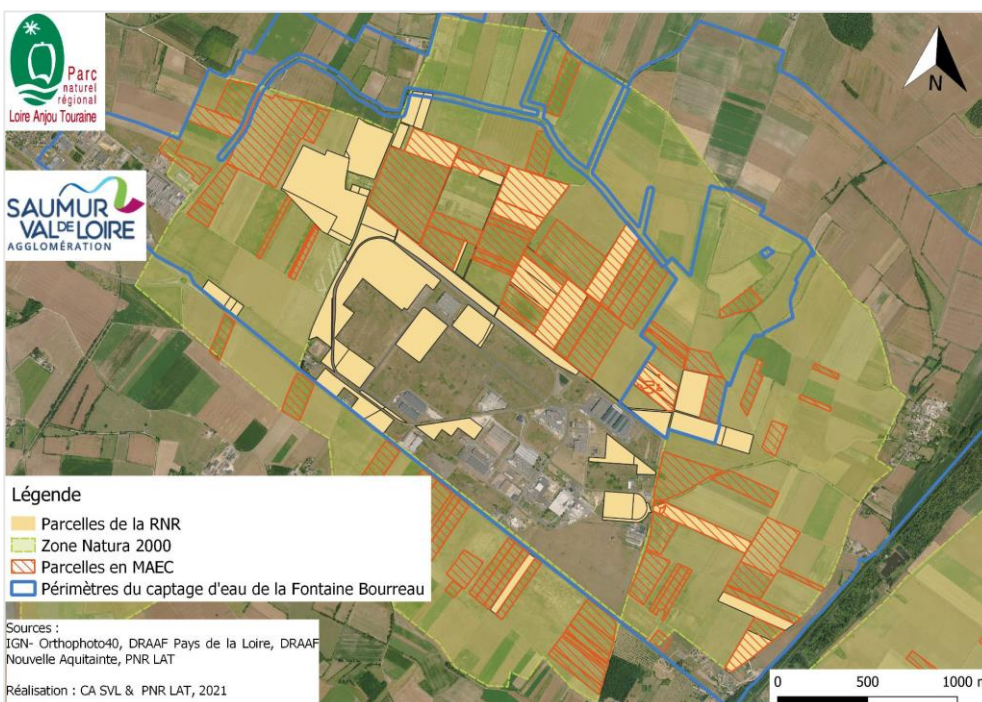 Parc
naturel
régional
Loire Anjou Touraine
SAUMUR
VAL DE LOIRE
AGGLOMÉRATION
N
Légende
Parcelles de la RNR
Zone Natura 2000
Parcelles en MAEC
Périmètres du captage d'eau de la Fontaine Bourreau
Sources :
IGN- Orthophoto40, DRAAF Pays de la Loire, DRAAF
Nouvelle Aquitainte, PNR LAT
Réalisation : CA SVL & PNR LAT, 2021
0 500 1000 m